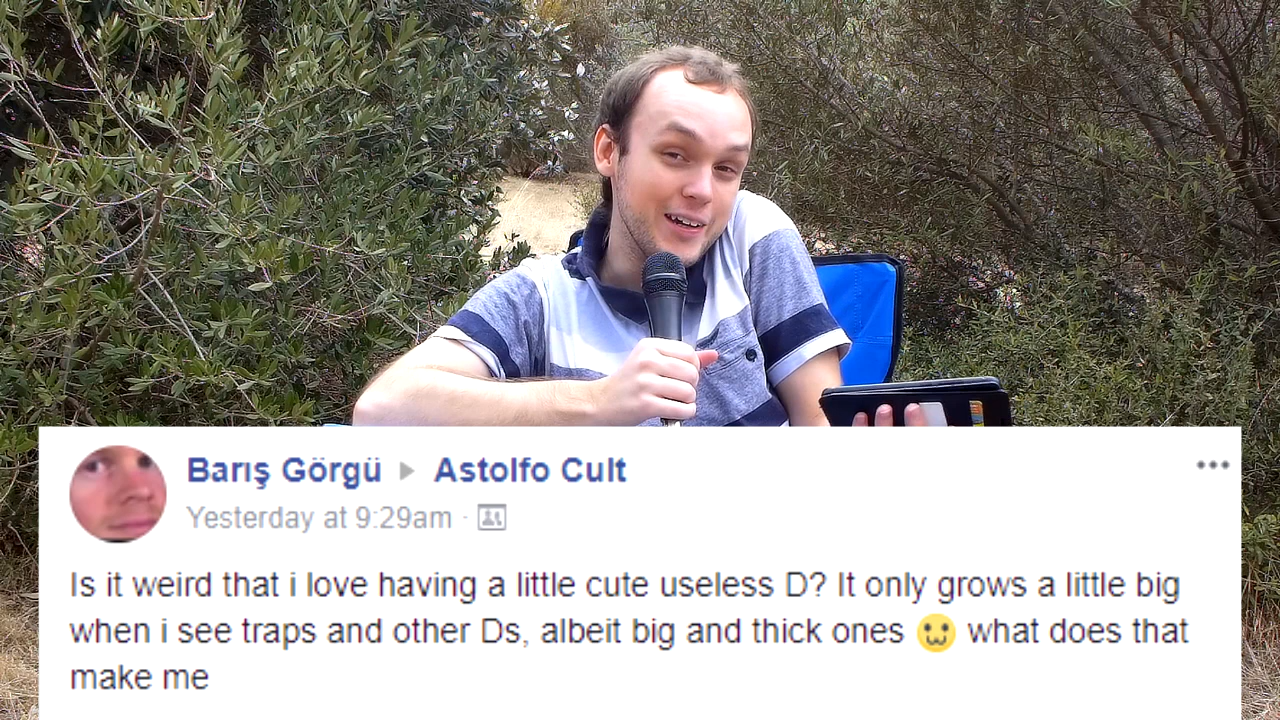 Barış Görgü ▸ Astolfo Cult
Yesterday at 9:29am ·
Is it weird that i love having a little cute useless D? It only grows a little big
when i see traps and other Ds, albeit big and thick ones what does that
make me